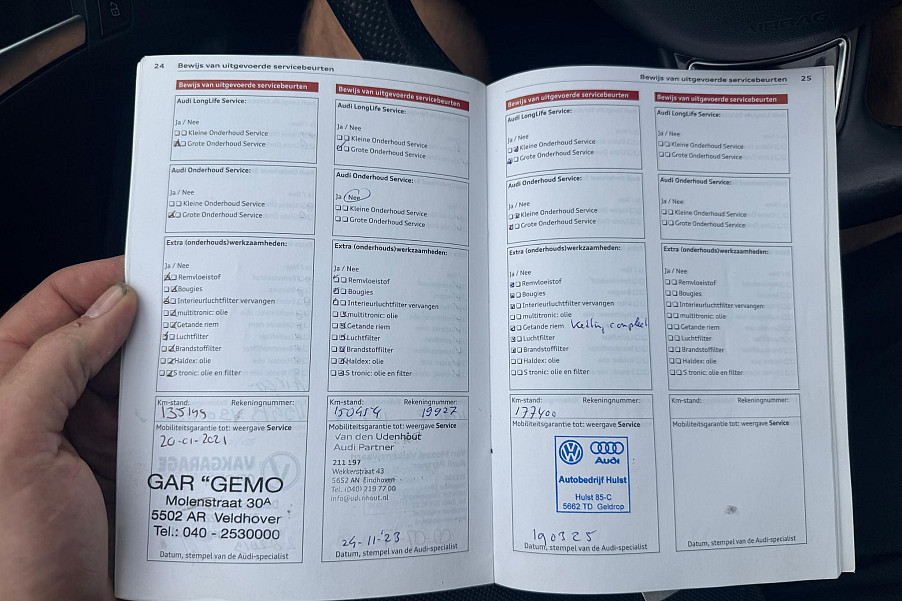 24 Bewijs van uitgevoerde servicebeurten
Bewijs van uitgevoerde servicebeurten
Audi LongLife Service:
Ja / Nee
Kleine Onderhoud Service
Grote Onderhoud Service
Audi Onderhoud Service:
Ja / Nee
Kleine Onderhoud Service
Grote Onderhoud Service
Extra (onderhouds)werkzaamheden:
Ja / Nee
Remvloeistof
Bougies
Interieurluchtfilter vervangen
multitronic: olie
Getande riem
Luchtfilter
Brandstoffilter
Haldex: olie
S tronic: olie en filter
Km-stand: Rekeningnummer:
135199
Mobiliteitsgarantie tot: weergave Service
20-01-2021
GAR "GEMO
Molenstraat 30A
5502 AR Veldhover
Tel.: 040 - 2530000
Datum, stempel van de Audi-specialist
Bewijs van uitgevoerde servicebeurten
Audi LongLife Service:
Ja / Nee
Kleine Onderhoud Service
Grote Onderhoud Service
Audi Onderhoud Service:
Ja / Nee
Kleine Onderhoud Service
Grote Onderhoud Service
Extra (onderhouds)werkzaamheden:
Ja / Nee
Remvloeistof
Bougies
Interieurluchtfilter vervangen
multitronic: olie
Getande riem
Luchtfilter
Brandstoffilter
Haldex: olie
S tronic: olie en filter
Km-stand: Rekeningnummer:
150454 19927
Mobiliteitsgarantie tot: weergave Service
Van den Udenhout
Audi Partner
211 197
Wekkerstraat 43
5652 AN Eindhoven
Tel. (040) 219 77 00
info@udenhout.nl
24-11-'23
Datum, stempel van de Audi-specialist
Bewijs van uitgevoerde servicebeurten 25
Bewijs van uitgevoerde servicebeurten
Audi LongLife Service:
Ja / Nee
Kleine Onderhoud Service
Grote Onderhoud Service
Audi Onderhoud Service:
Ja / Nee
Kleine Onderhoud Service
Grote Onderhoud Service
Extra (onderhouds)werkzaamheden:
Ja / Nee
Remvloeistof
Bougies
Interieurluchtfilter vervangen
multitronic: olie
Getande riem Ketting compleet
Luchtfilter
Brandstoffilter
Haldex: olie
S tronic: olie en filter
Km-stand: Rekeningnummer:
177400
Mobiliteitsgarantie tot: weergave Service
Audi
Autobedrijf Hulst
Hulst 85-C
5662 TD Geldrop
190325
Datum, stempel van de Audi-specialist
Bewijs van uitgevoerde servicebeurten
Audi LongLife Service:
Ja / Nee
Kleine Onderhoud Service
Grote Onderhoud Service
Audi Onderhoud Service:
Ja / Nee
Kleine Onderhoud Service
Grote Onderhoud Service
Extra (onderhouds)werkzaamheden:
Ja / Nee
Remvloeistof
Bougies
Interieurluchtfilter vervangen
multitronic: olie
Getande riem
Luchtfilter
Brandstoffilter
Haldex: olie
S tronic: olie en filter
Km-stand: Rekeningnummer:
Mobiliteitsgarantie tot: weergave Service
Datum, stempel van de Audi-specialist